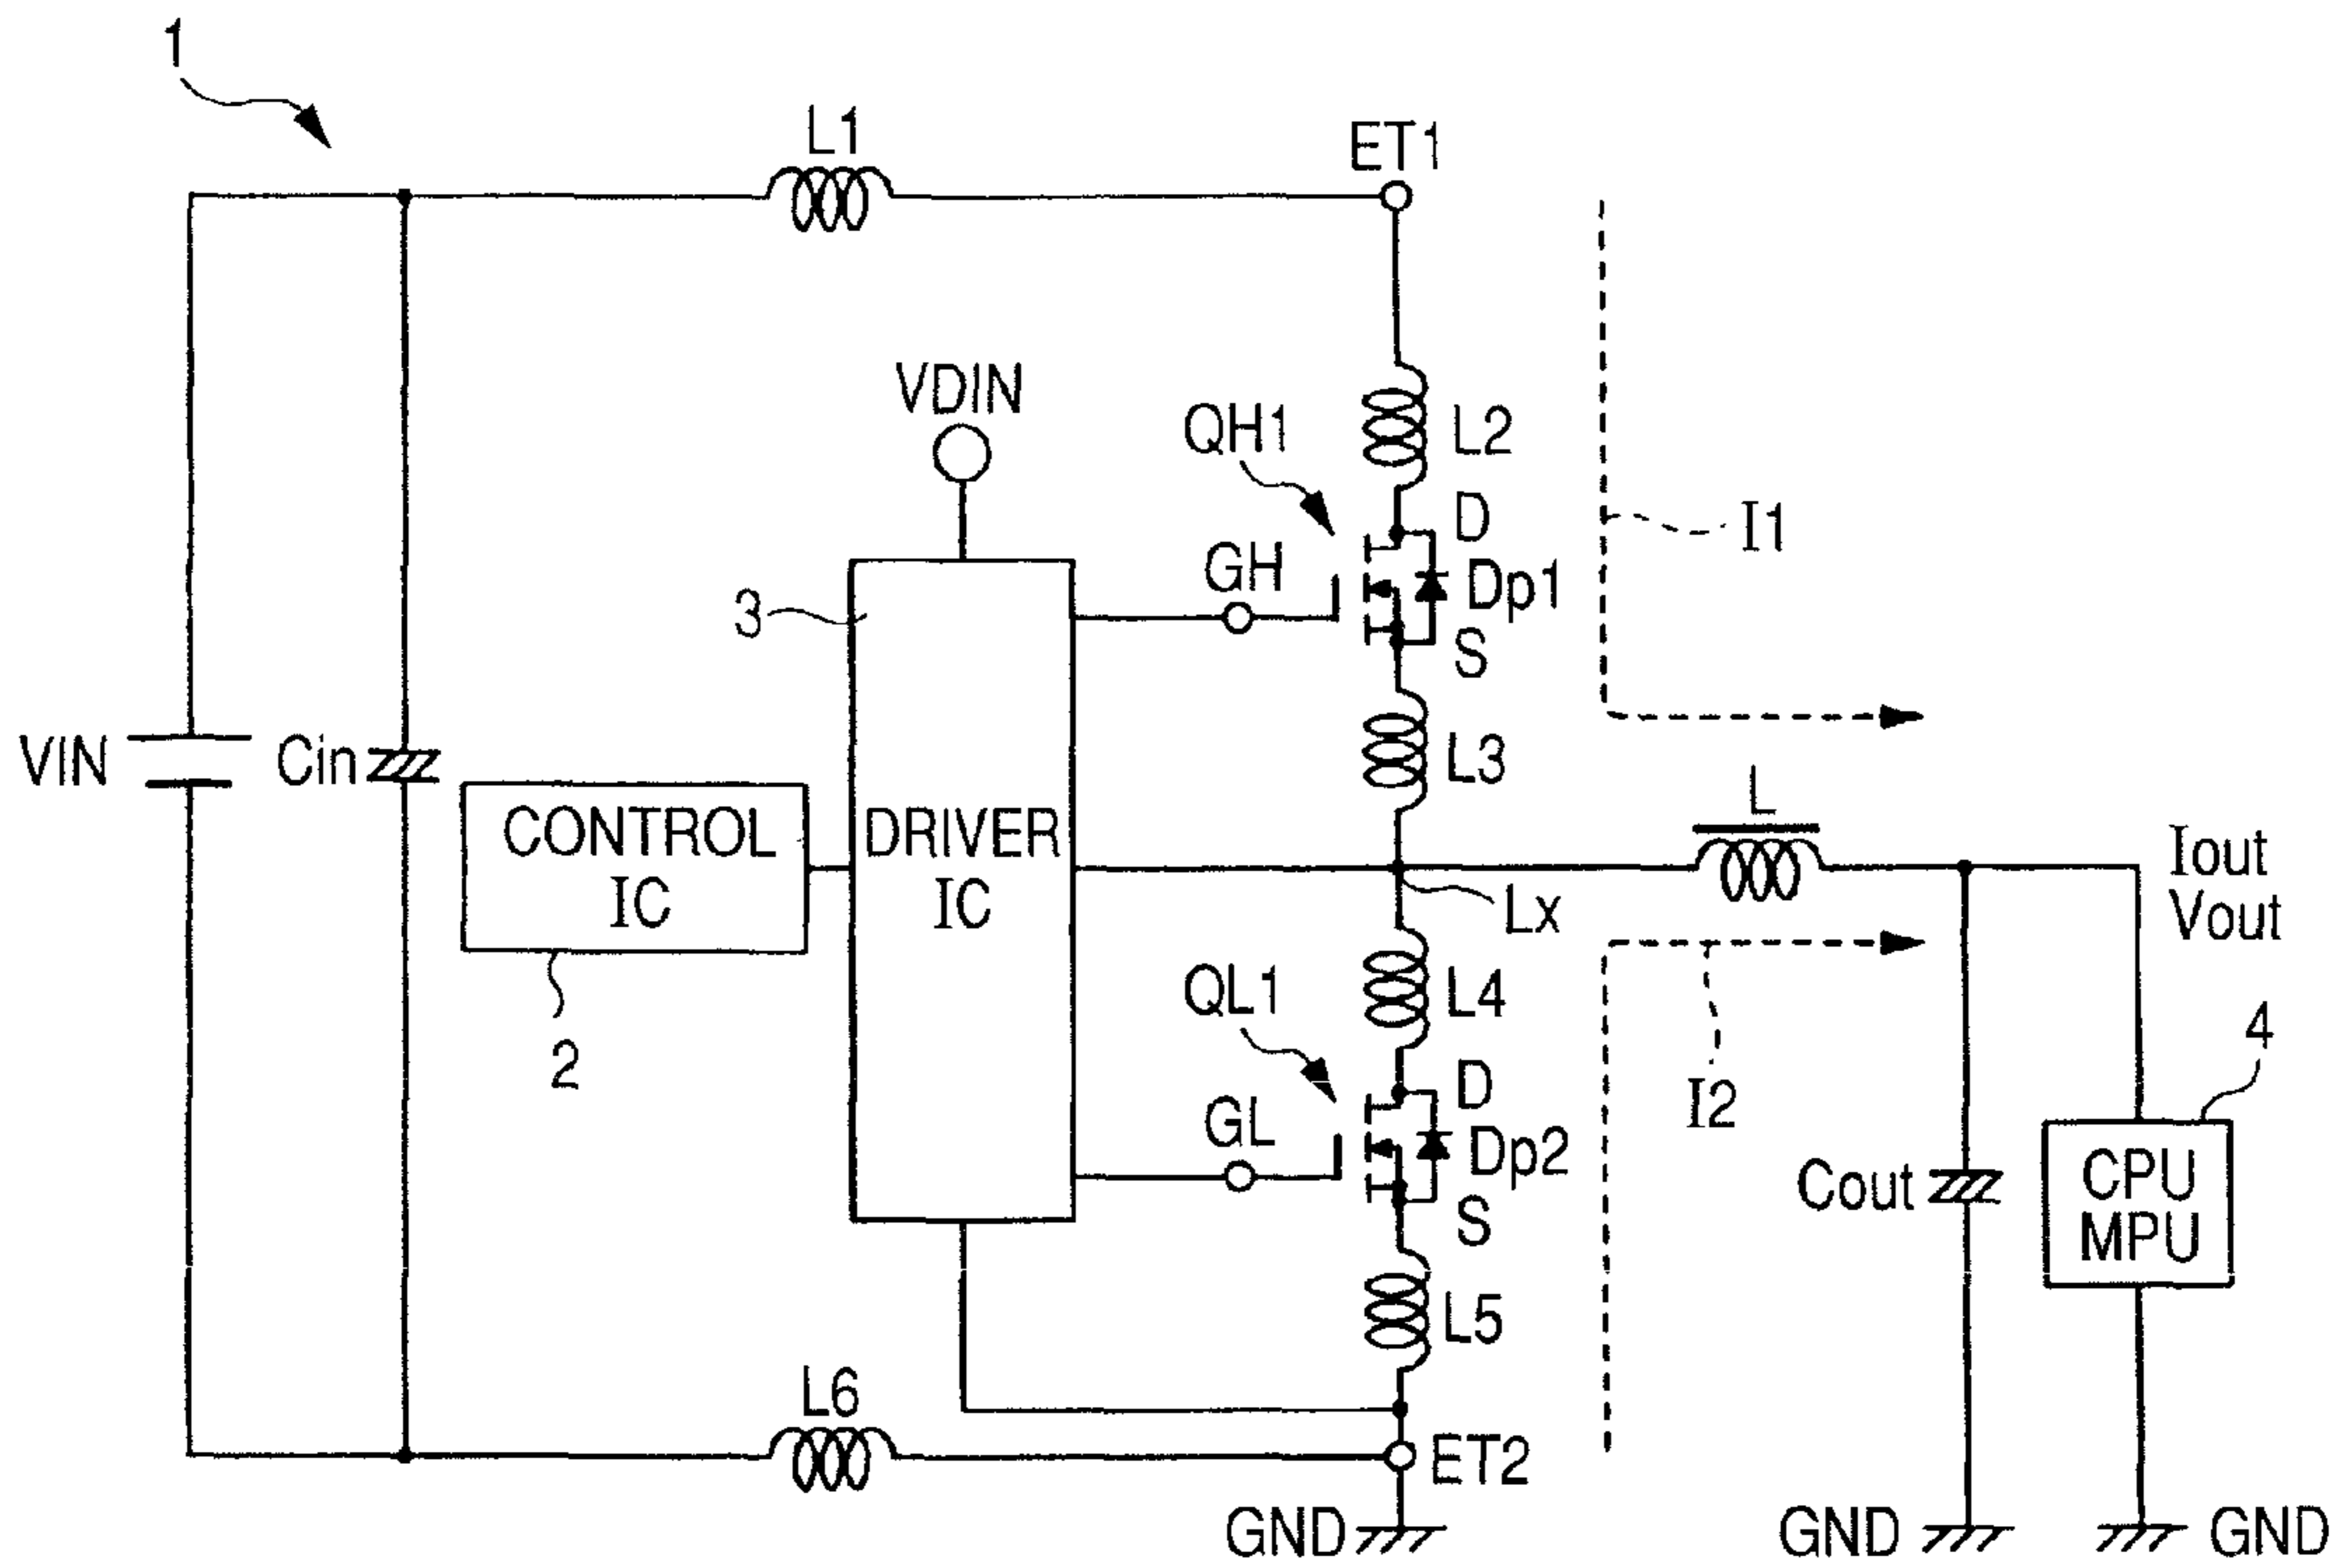 1
L1
ET1
VDIN
QH1
L2
D
I1
GH
Dp1
3
S
VIN
Cin
L3
L
CONTROL
IC
DRIVER
IC
Iout
Vout
Lx
QL1
L4
2
D
I2
4
GL
Dp2
Cout
CPU
MPU
S
L5
L6
ET2
GND
GND
GND